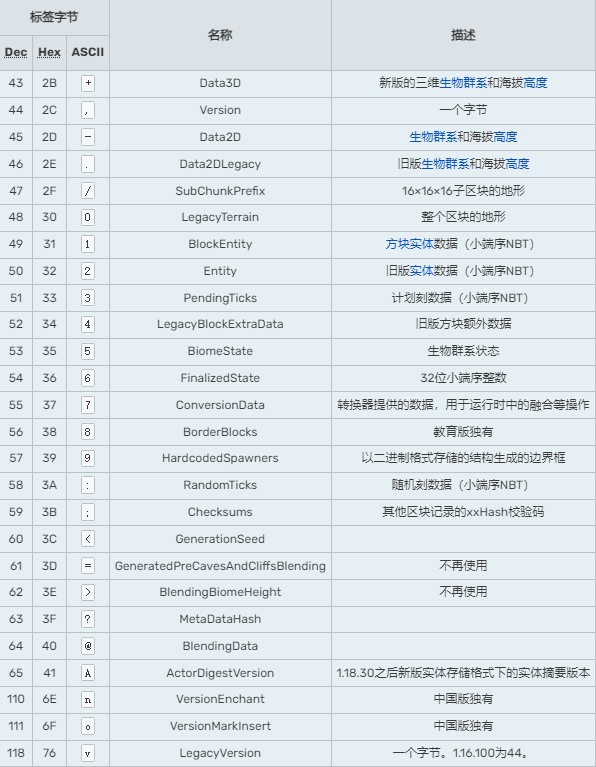 标签字节 名称 描述
Dec Hex ASCII
43 2B + Data3D 新版的三维生物群系和海拔高度
44 2C , Version 一个字节
45 2D - Data2D 生物群系和海拔高度
46 2E . Data2DLegacy 旧版生物群系和海拔高度
47 2F / SubChunkPrefix 16×16×16子区块的地形
48 30 0 LegacyTerrain 整个区块的地形
49 31 1 BlockEntity 方块实体数据（小端序NBT）
50 32 2 Entity 旧版实体数据（小端序NBT）
51 33 3 PendingTicks 计划刻数据（小端序NBT）
52 34 4 LegacyBlockExtraData 旧版方块额外数据
53 35 5 BiomeState 生物群系状态
54 36 6 FinalizedState 32位小端序整数
55 37 7 ConversionData 转换器提供的数据，用于运行时中的融合等操作
56 38 8 BorderBlocks 教育版独有
57 39 9 HardcodedSpawners 以二进制格式存储的结构生成的边界框
58 3A : RandomTicks 随机刻数据（小端序NBT）
59 3B ; Checksums 其他区块记录的xxHash校验码
60 3C < GenerationSeed
61 3D = GeneratedPreCavesAndCliffsBlending 不再使用
62 3E > BlendingBiomeHeight 不再使用
63 3F ? MetaDataHash
64 40 @ BlendingData
65 41 A ActorDigestVersion 1.18.30之后新版实体存储格式下的实体摘要版本
110 6E n VersionEnchant 中国版独有
111 6F o VersionMarkInsert 中国版独有
118 76 v LegacyVersion 一个字节。1.16.100为44。